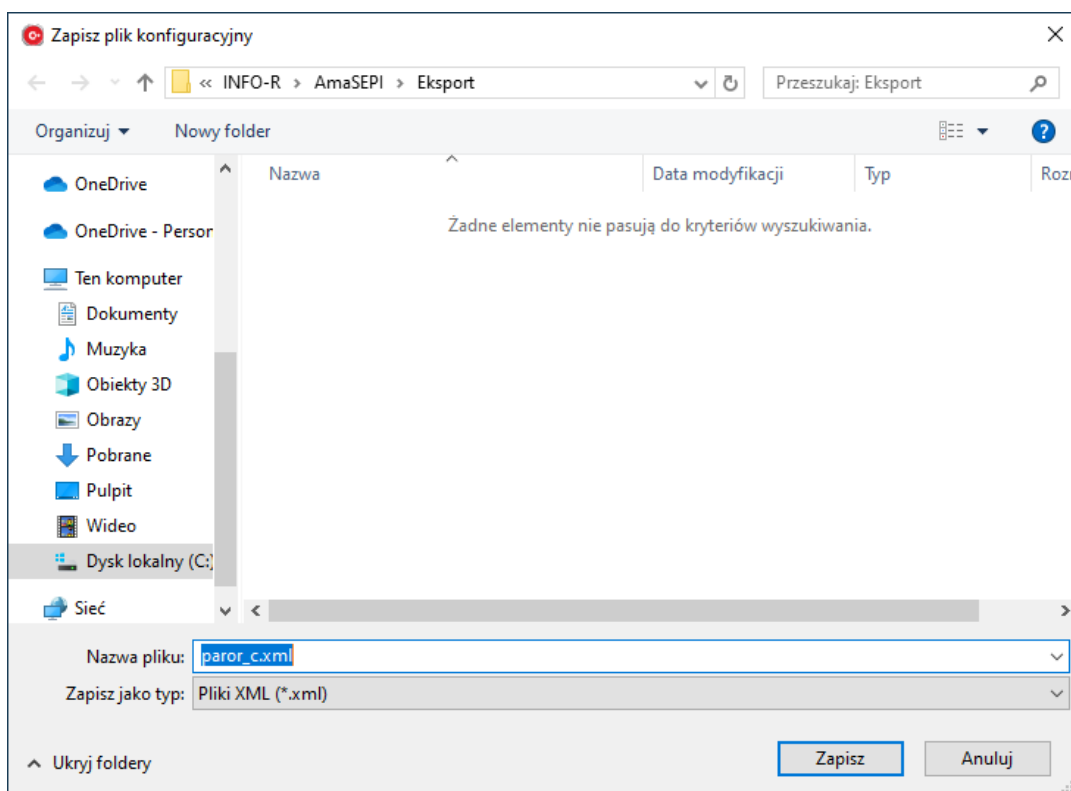 Zapisz plik konfiguracyjny
« INFO-R > AmaSEPI > Eksport
Przeszukaj: Eksport
Organizuj
Nowy folder
Nazwa
Data modyfikacji
Typ
Roz
OneDrive
OneDrive - Person
Ten komputer
Dokumenty
Muzyka
Obiekty 3D
Obrazy
Pobrane
Pulpit
Wideo
Dysk lokalny (C:)
Sieć
Żadne elementy nie pasują do kryteriów wyszukiwania.
Nazwa pliku: paror_c.xml
Zapisz jako typ: Pliki XML (*.xml)
Ukryj foldery
Zapisz
Anuluj